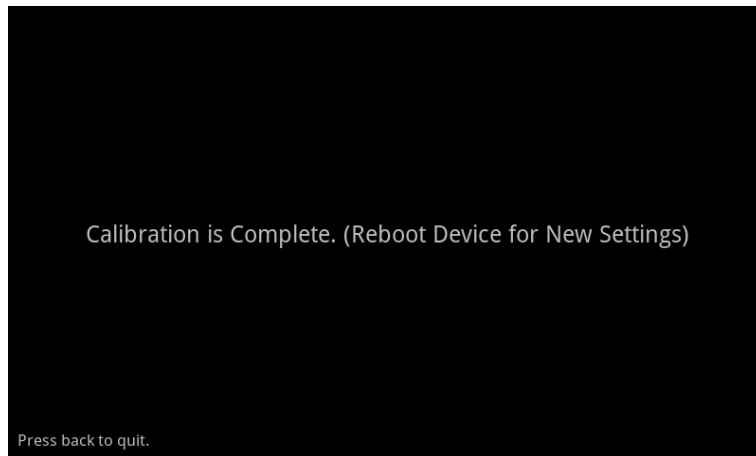 Calibration is Complete. (Reboot Device for New Settings)
Press back to quit.